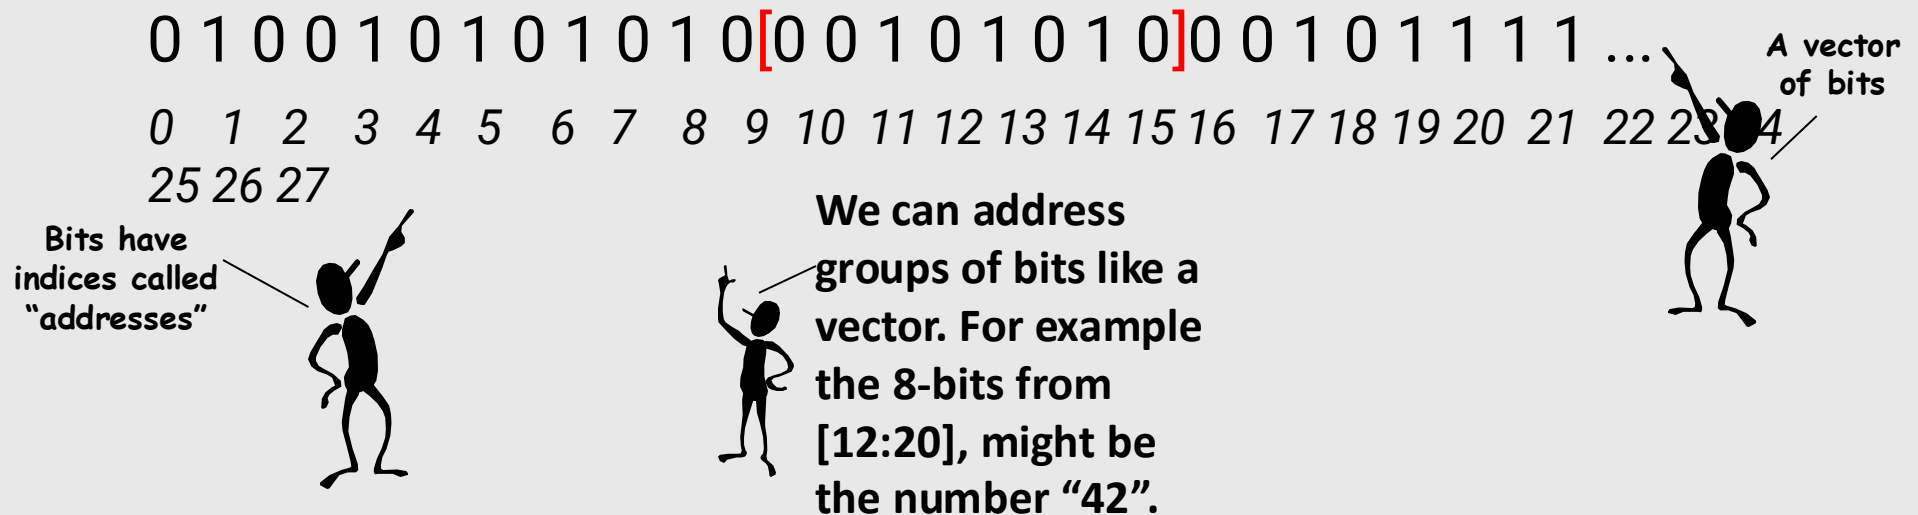 0 1 0 0 1 0 1 0 1 0 1 0[0 0 1 0 1 0 1 0]0 0 1 0 1 1 1 1 ...
0 1 2 3 4 5 6 7 8 9 10 11 12 13 14 15 16 17 18 19 20 21 22 23
25 26 27
A vector
of bits
Bits have
indices called
“addresses”
We can address
groups of bits like a
vector. For example
the 8-bits from
[12:20], might be
the number “42”.